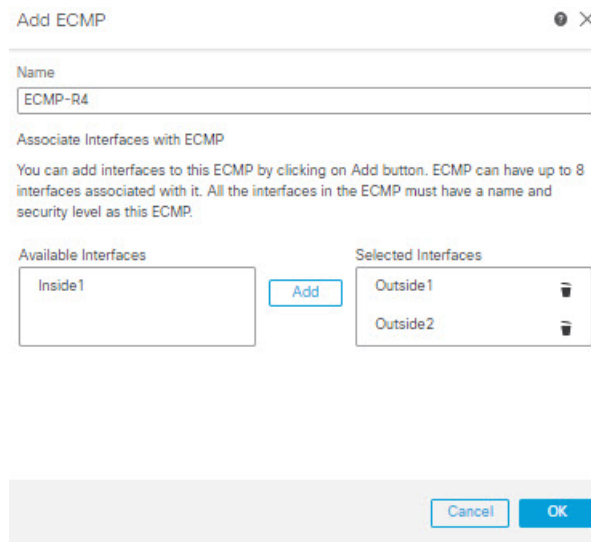 Add ECMP
Name
ECMP-R4
Associate Interfaces with ECMP
You can add interfaces to this ECMP by clicking on Add button. ECMP can have up to 8
interfaces associated with it. All the interfaces in the ECMP must have a name and
security level as this ECMP.
Available Interfaces
Selected Interfaces
Inside1
Add
Outside1
Outside2
Cancel
OK